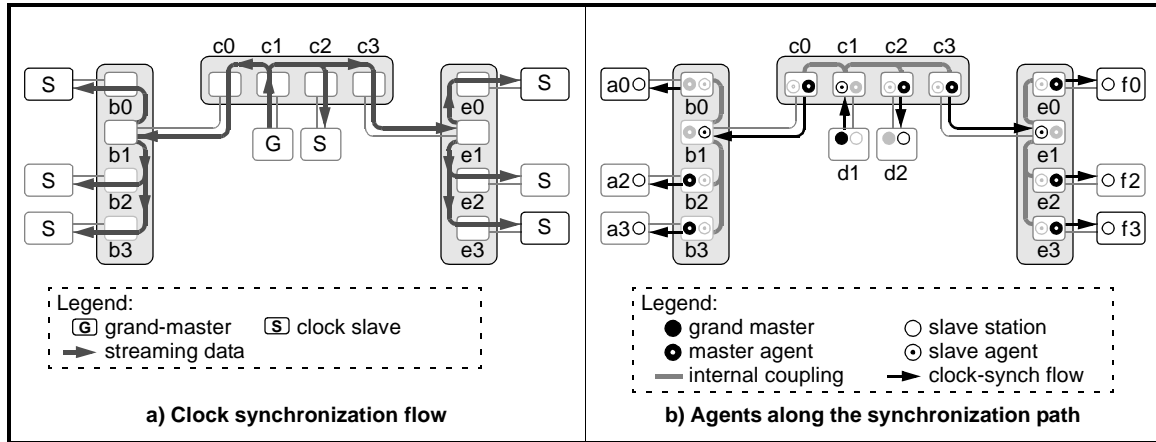 c0 c1 c2 c3
S
b0
b1
S
b2
S
b3
G S
S
e0
e1
S
e2
S
e3
Legend:
G grand-master S clock slave
streaming data
a) Clock synchronization flow
c0 c1 c2 c3
a0
b0
b1
a2
b2
a3
b3
d1 d2
f0
e0
e1
f2
e2
f3
e3
Legend:
grand master slave station
master agent slave agent
internal coupling clock-synch flow
b) Agents along the synchronization path